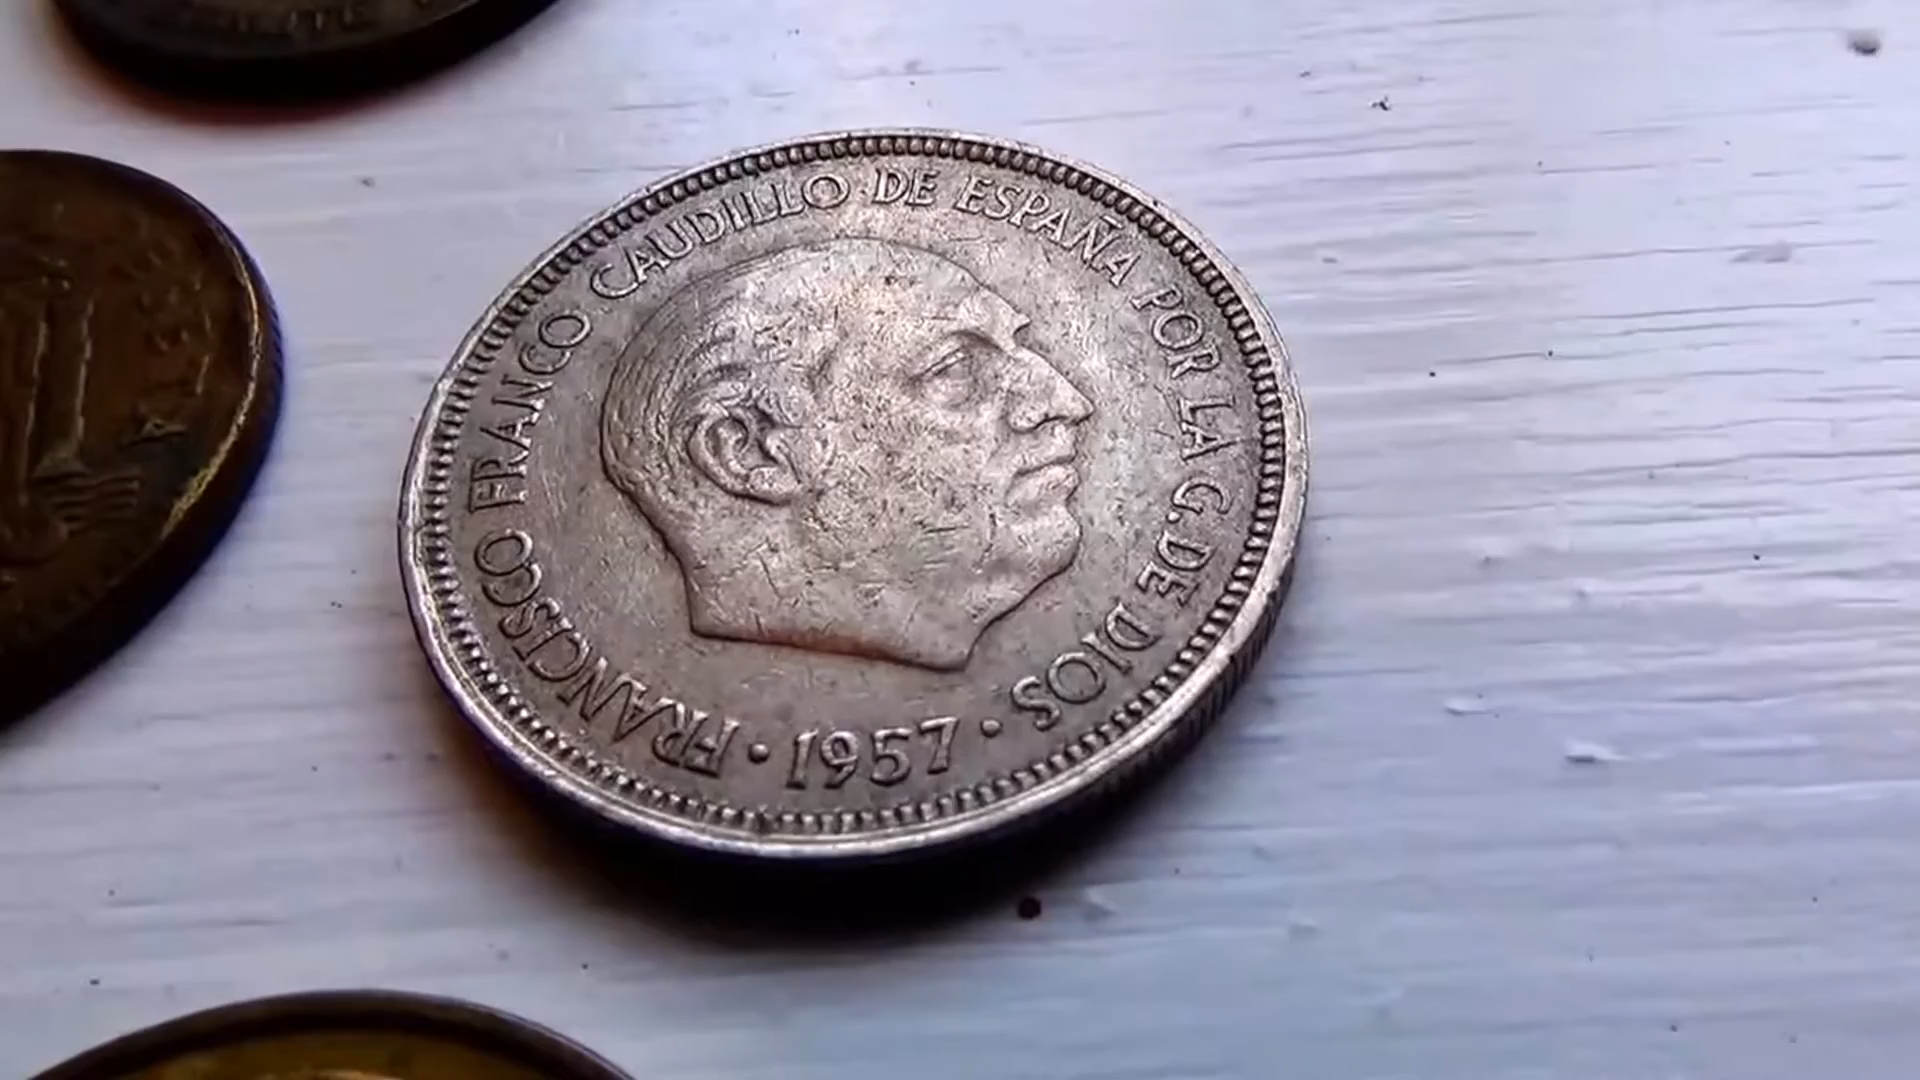 FRANCISCO FRANCO CAUDILLO DE ESPAÑA POR LA G. DE DIOS
· 1957 ·